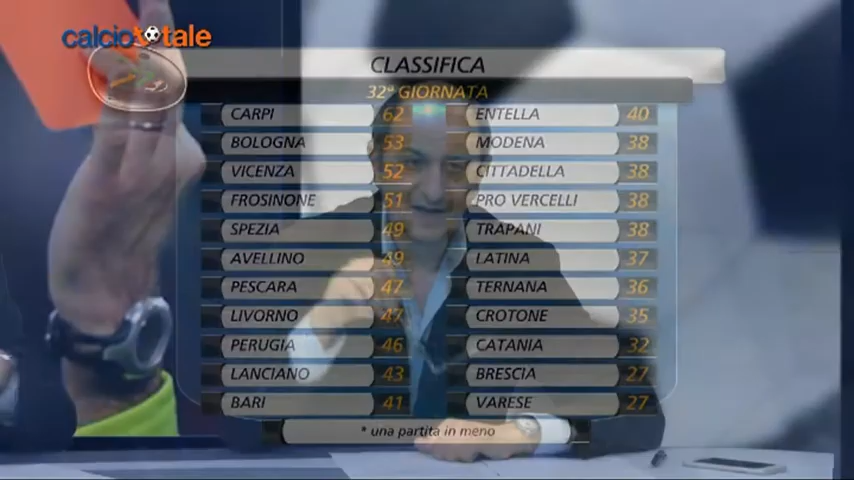 calciototale
CLASSIFICA
32ª GIORNATA
CARPI 62
BOLOGNA 53
VICENZA 52
FROSINONE 51
SPEZIA 49
AVELLINO 49
PESCARA 47
LIVORNO 47
PERUGIA 46
LANCIANO 43
BARI 41
ENTELLA 40
MODENA 38
CITTADELLA 38
PRO VERCELLI 38
TRAPANI 38
LATINA 37
TERNANA 36
CROTONE 35
CATANIA 32
BRESCIA 27
VARESE 27
* una partita in meno